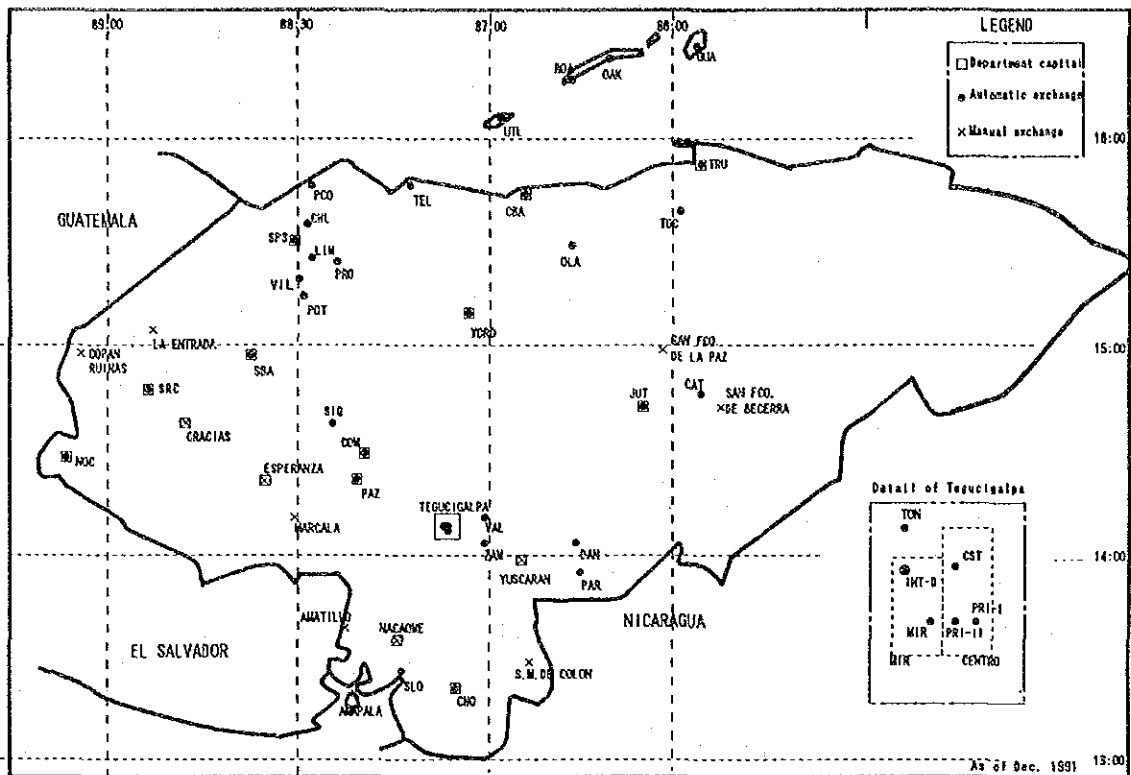 89:00
88:30
87:00
86:00
LEGEND
Department capital
Automatic exchange
Manual exchange
ROA
OAK
GUA
UTL
16:00
TRU
PCO
TEL
CBA
GUATEMALA
CHL
TOC
SPS
LIM
PRO
OLA
VIL
POT
YORO
LA ENTRADA
SAN FCO.
DE LA PAZ
15:00
COPAN
RUINAS
SBA
SRC
SIG
JUT
CAT
SAN FCO.
DE BECERRA
GRACIAS
COM
NOC
ESPERANZA
PAZ
Detail of Tegucigalpa
TEGUCIGALPA
TON
MARCALA
VAL
CST
ZAM
DAN
14:00
YUSCARAN
PAR
INT-D
AMATILLO
NACAOME
NICARAGUA
PRI-I
MIR
PRI-II
EL SALVADOR
MIR
CENTRO
S.M.DE COLON
SLO
CHO
AMAPALA
As of Dec. 1991
13:00